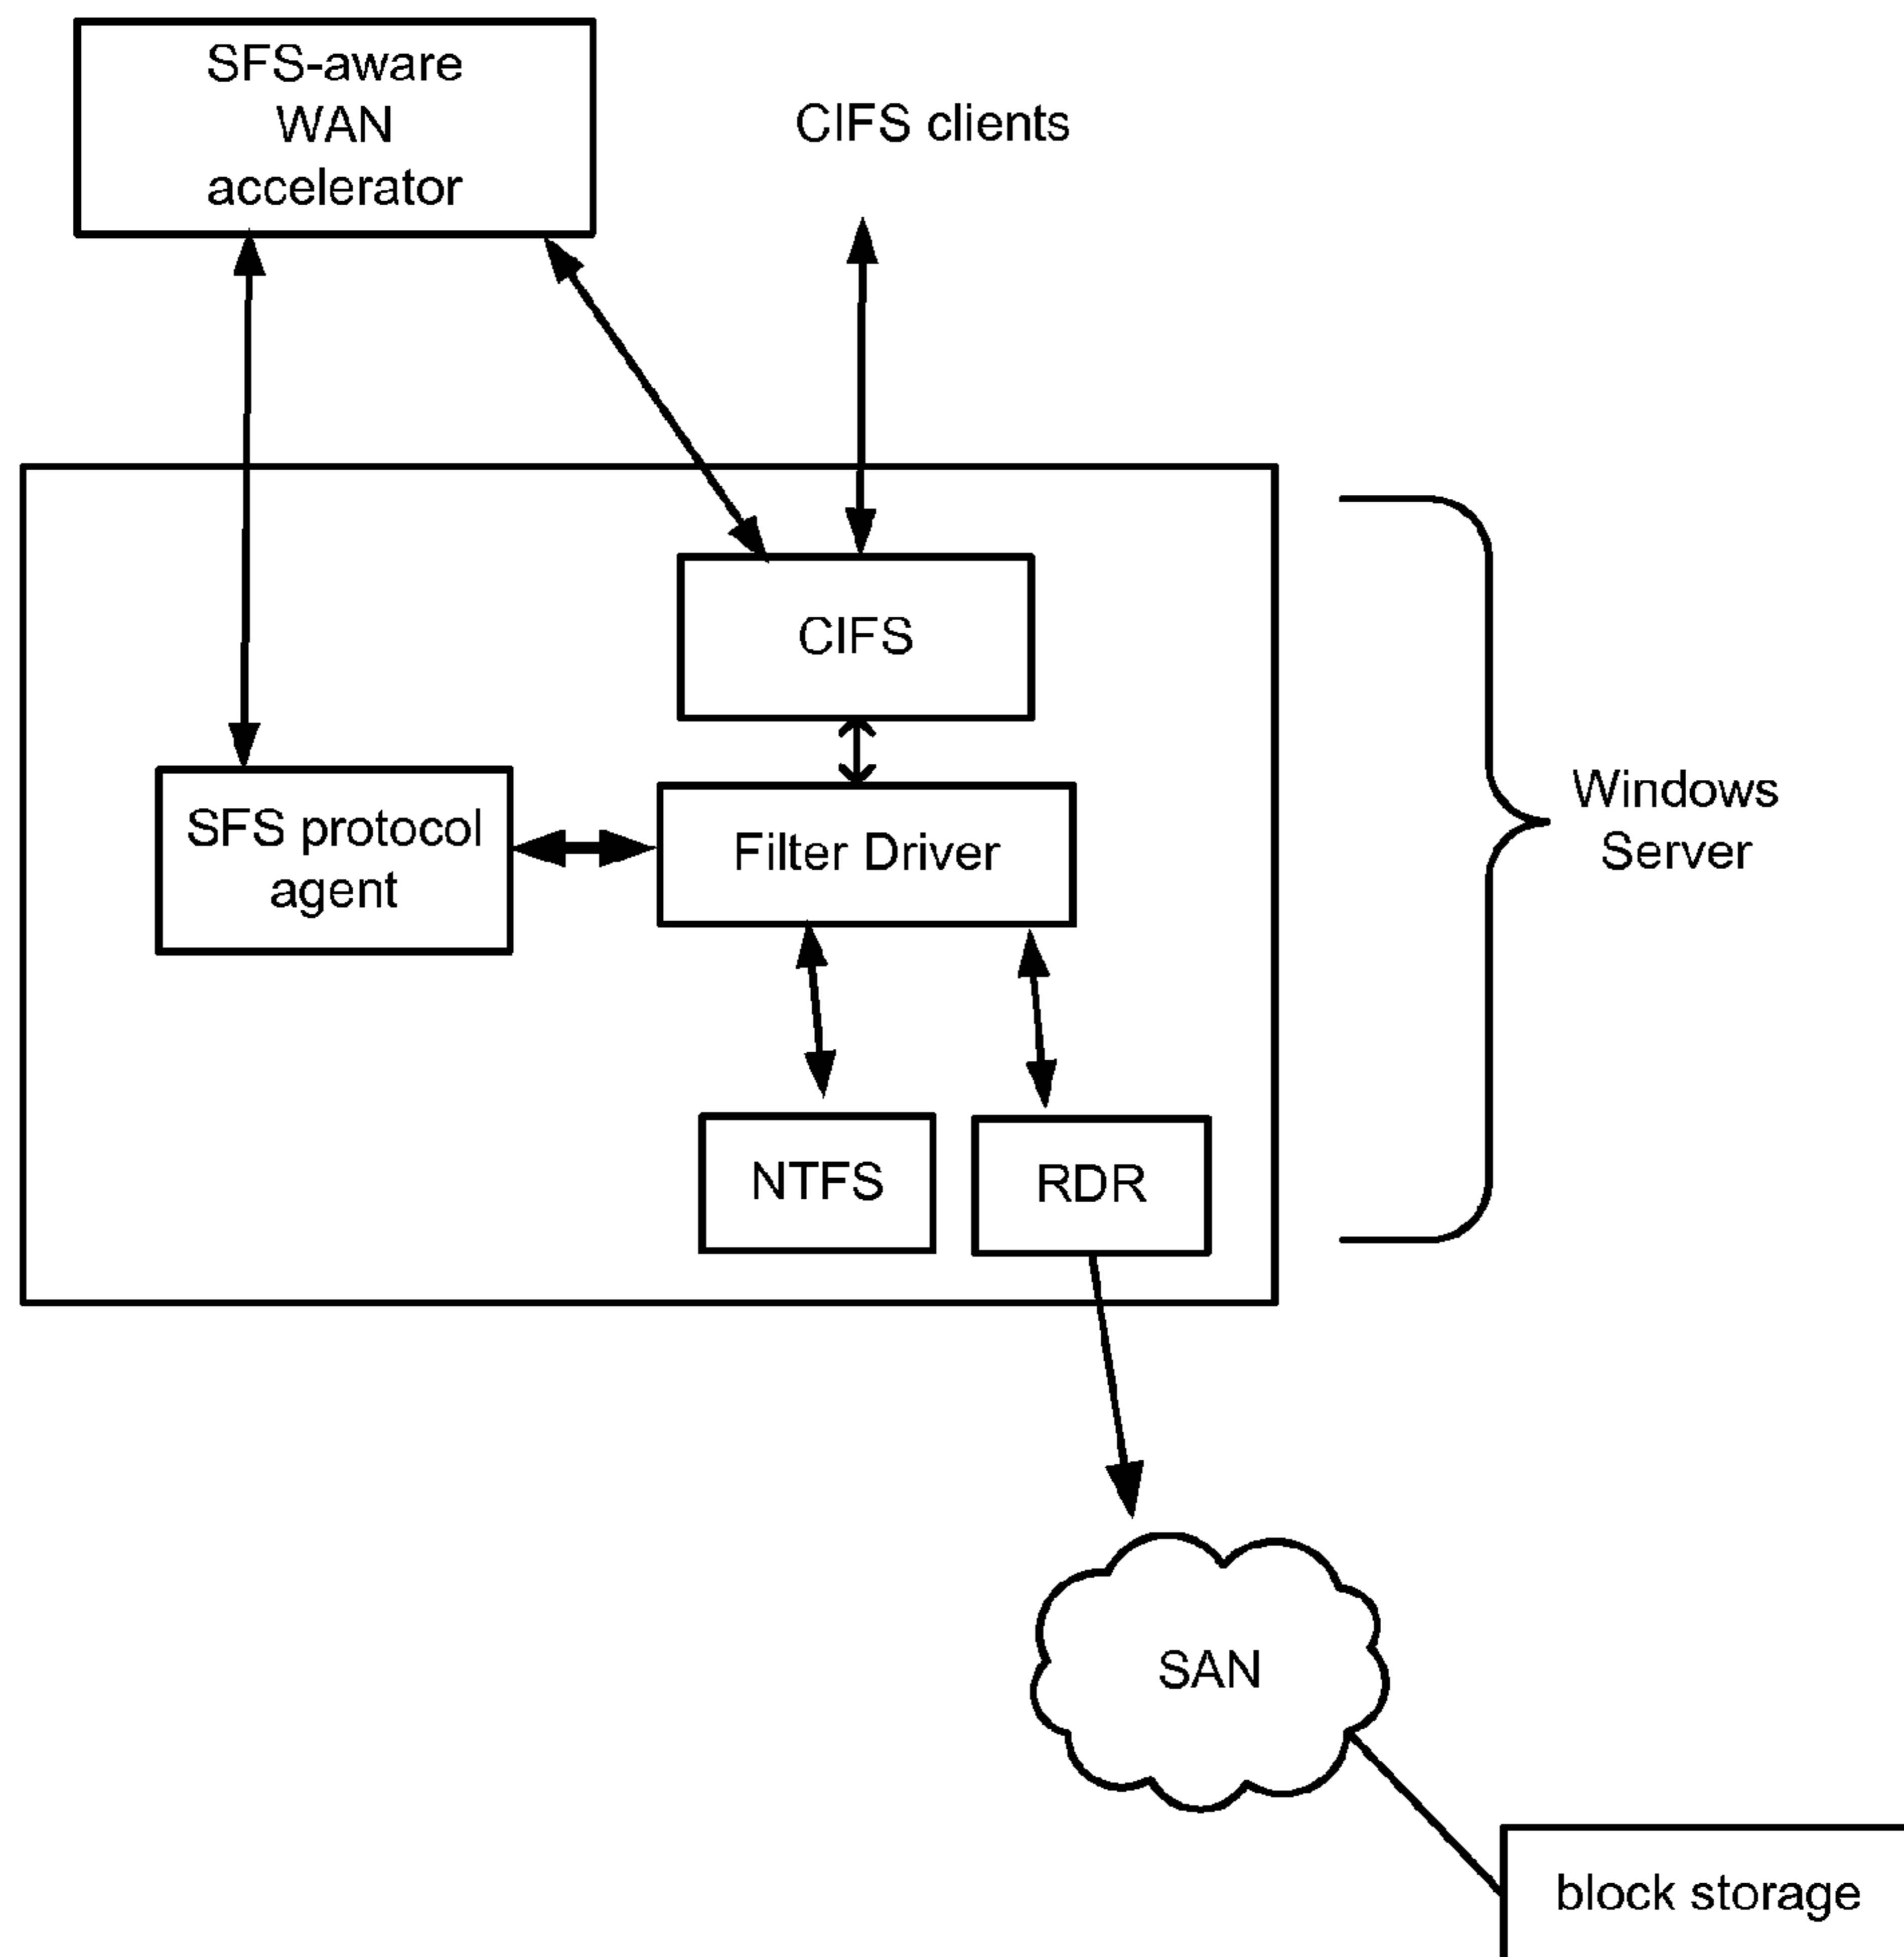 SFS-aware
WAN
accelerator
CIFS clients
CIFS
SFS protocol
agent
Filter Driver
Windows
Server
NTFS
RDR
SAN
block storage